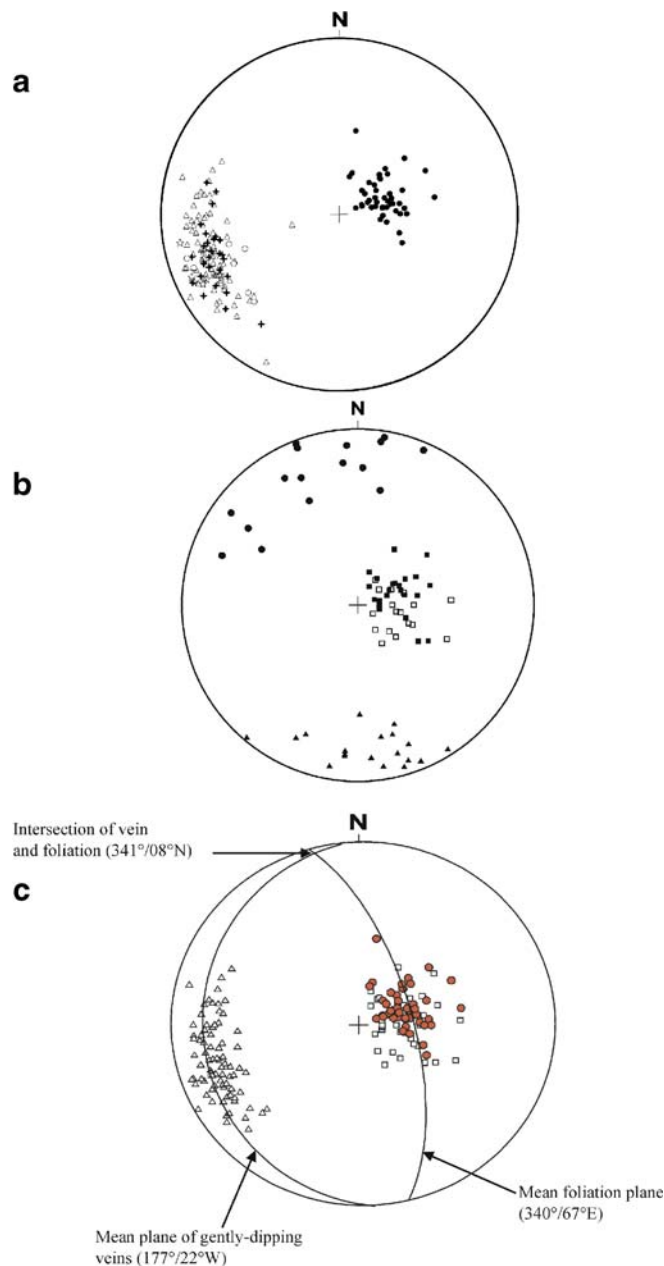 N
a
N
b
Intersection of vein
and foliation (341°/08°N)
N
c
Mean foliation plane
(340°/67°E)
Mean plane of gently-dipping
veins (177°/22°W)